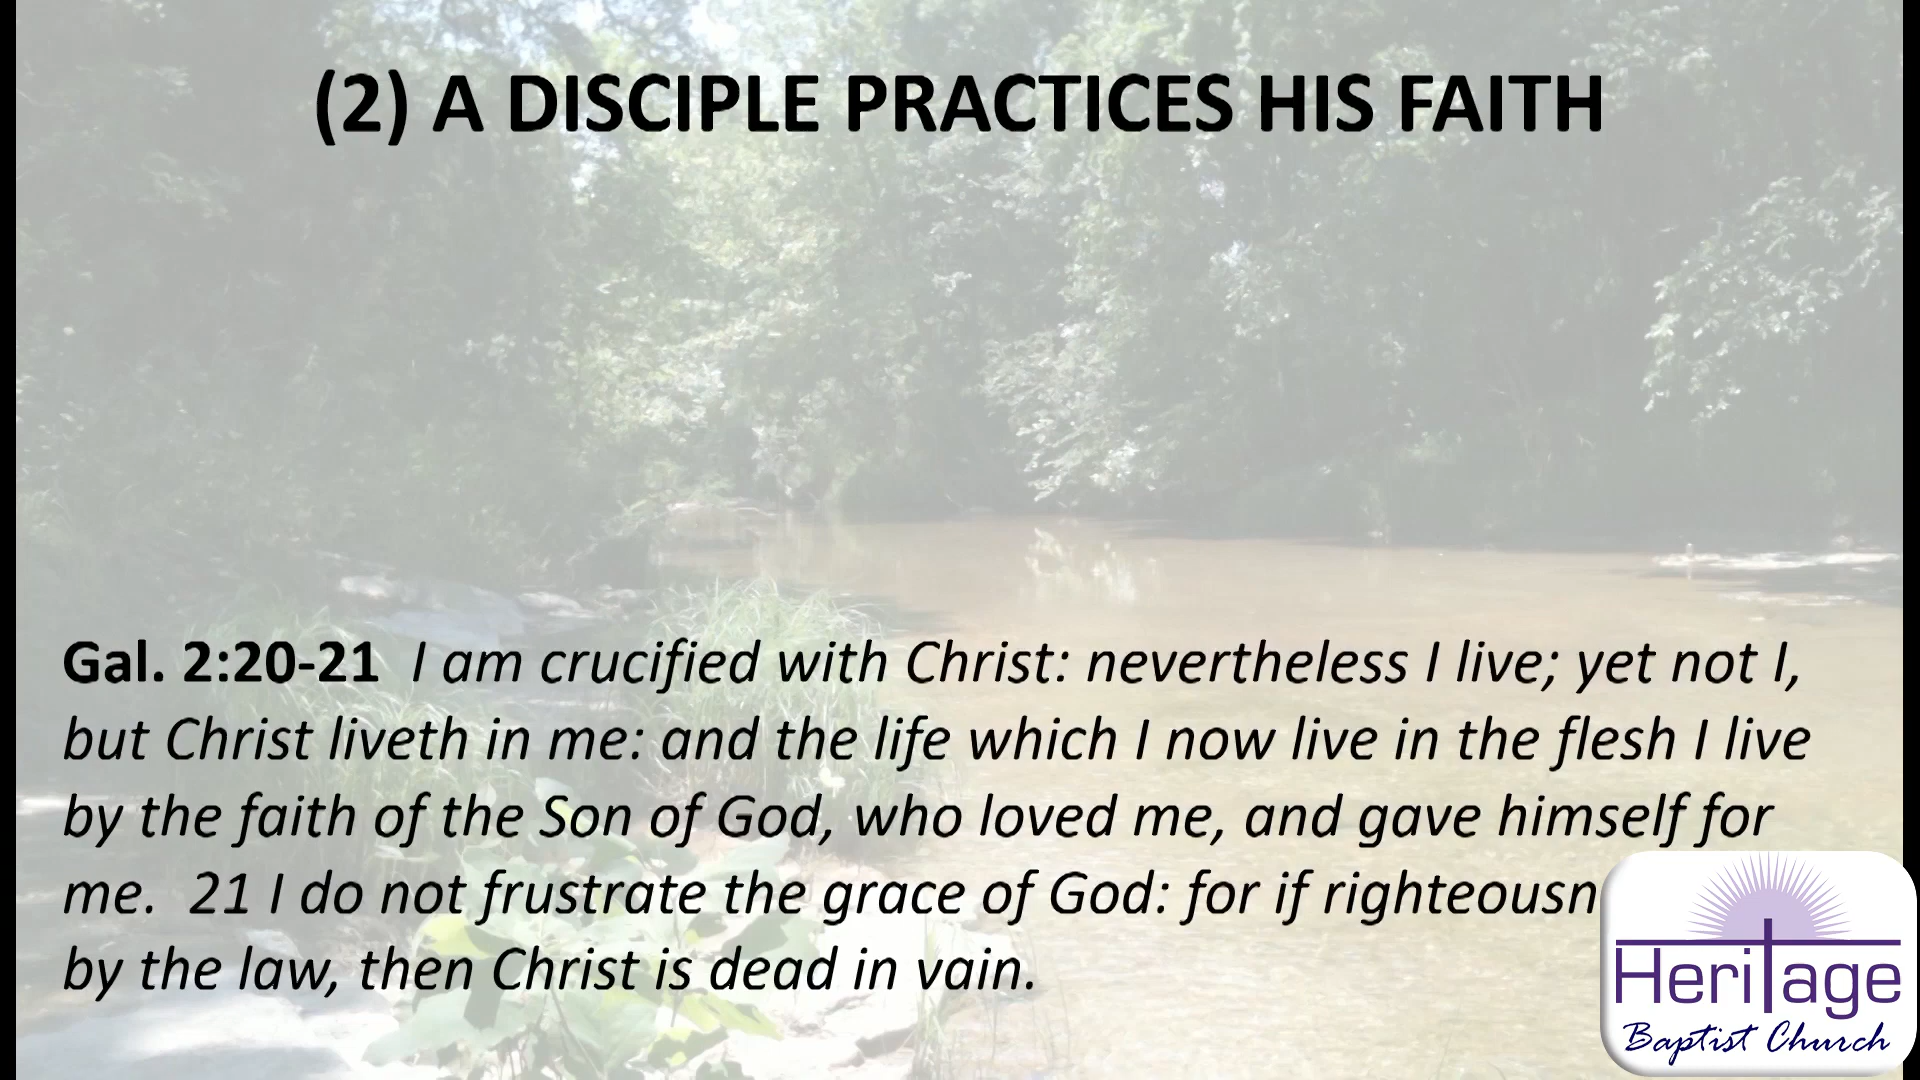 (2) A DISCIPLE PRACTICES HIS FAITH
Gal. 2:20-21  I am crucified with Christ: nevertheless I live; yet not I,
but Christ liveth in me: and the life which I now live in the flesh I live
by the faith of the Son of God, who loved me, and gave himself for
me.  21 I do not frustrate the grace of God: for if righteousn
by the law, then Christ is dead in vain.
Heritage
Baptist Church